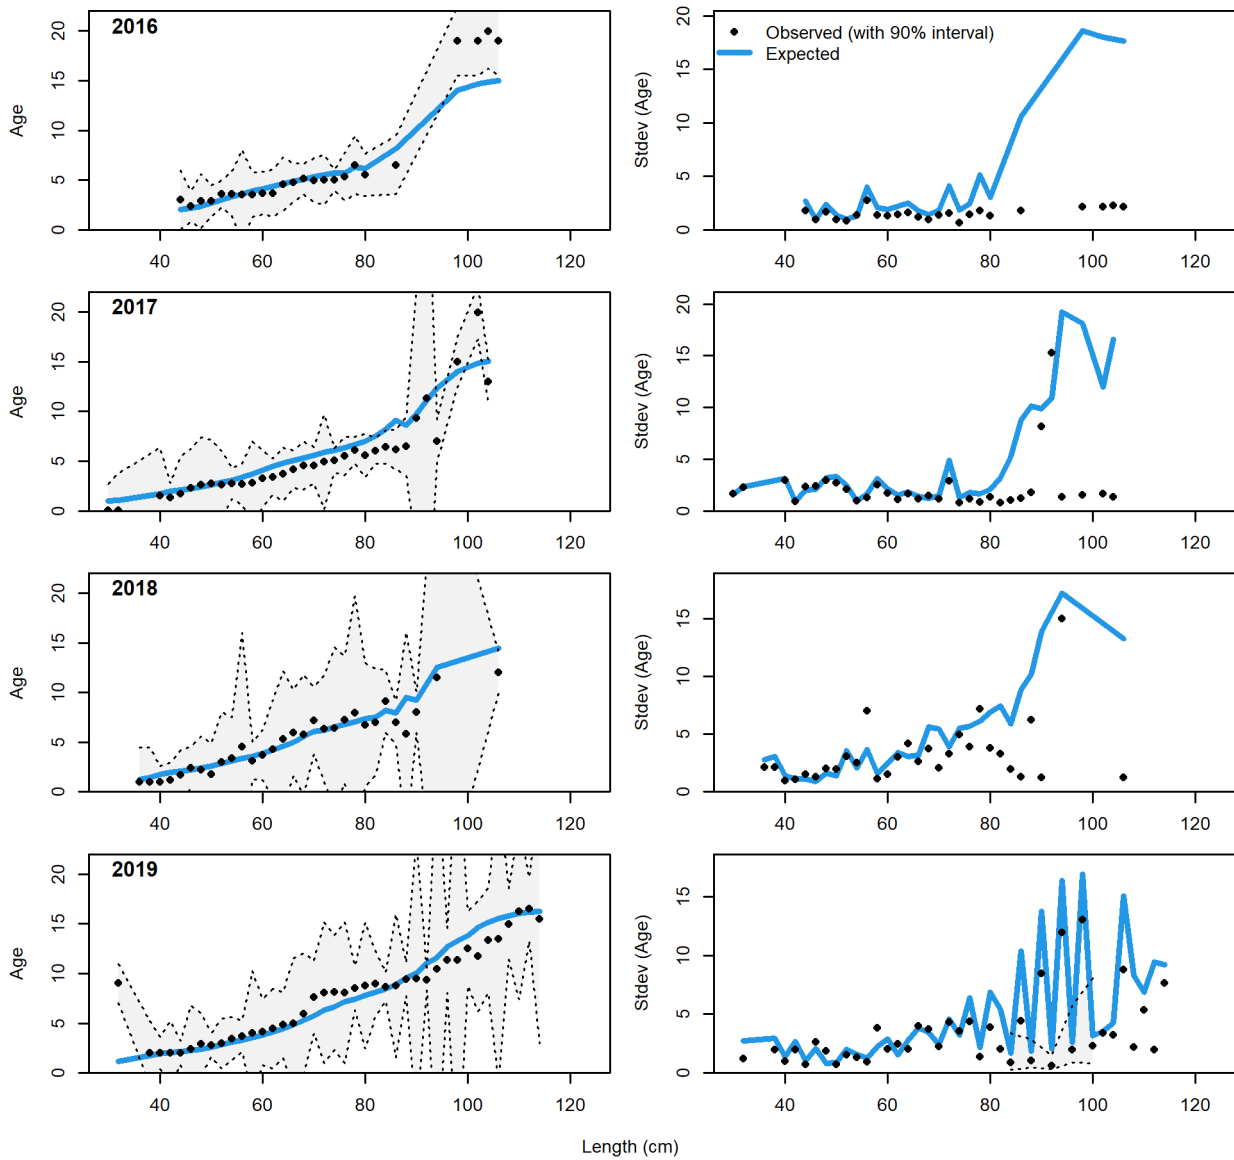 2016
Age
0 5 10 15 20
40 60 80 100 120
Observed (with 90% interval)
Expected
Stdev (Age)
0 5 10 15 20
40 60 80 100 120
2017
Age
0 5 10 15 20
40 60 80 100 120
Stdev (Age)
0 5 10 15 20
40 60 80 100 120
2018
Age
0 5 10 15 20
40 60 80 100 120
Stdev (Age)
0 5 10 15
40 60 80 100 120
2019
Age
0 5 10 15 20
40 60 80 100 120
Stdev (Age)
0 5 10 15
40 60 80 100 120
Length (cm)